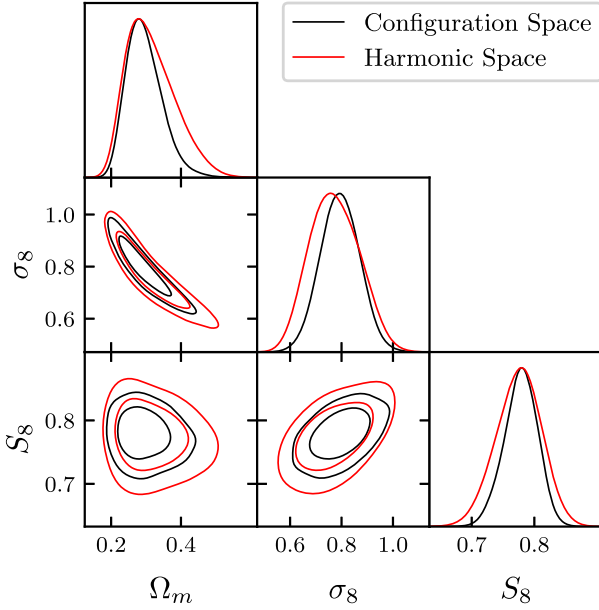 Configuration Space
Harmonic Space
σ₈
1.0
0.8
0.6
S₈
0.8
0.7
0.2 0.4 0.6 0.8 1.0 0.7 0.8
Ωₘ σ₈ S₈